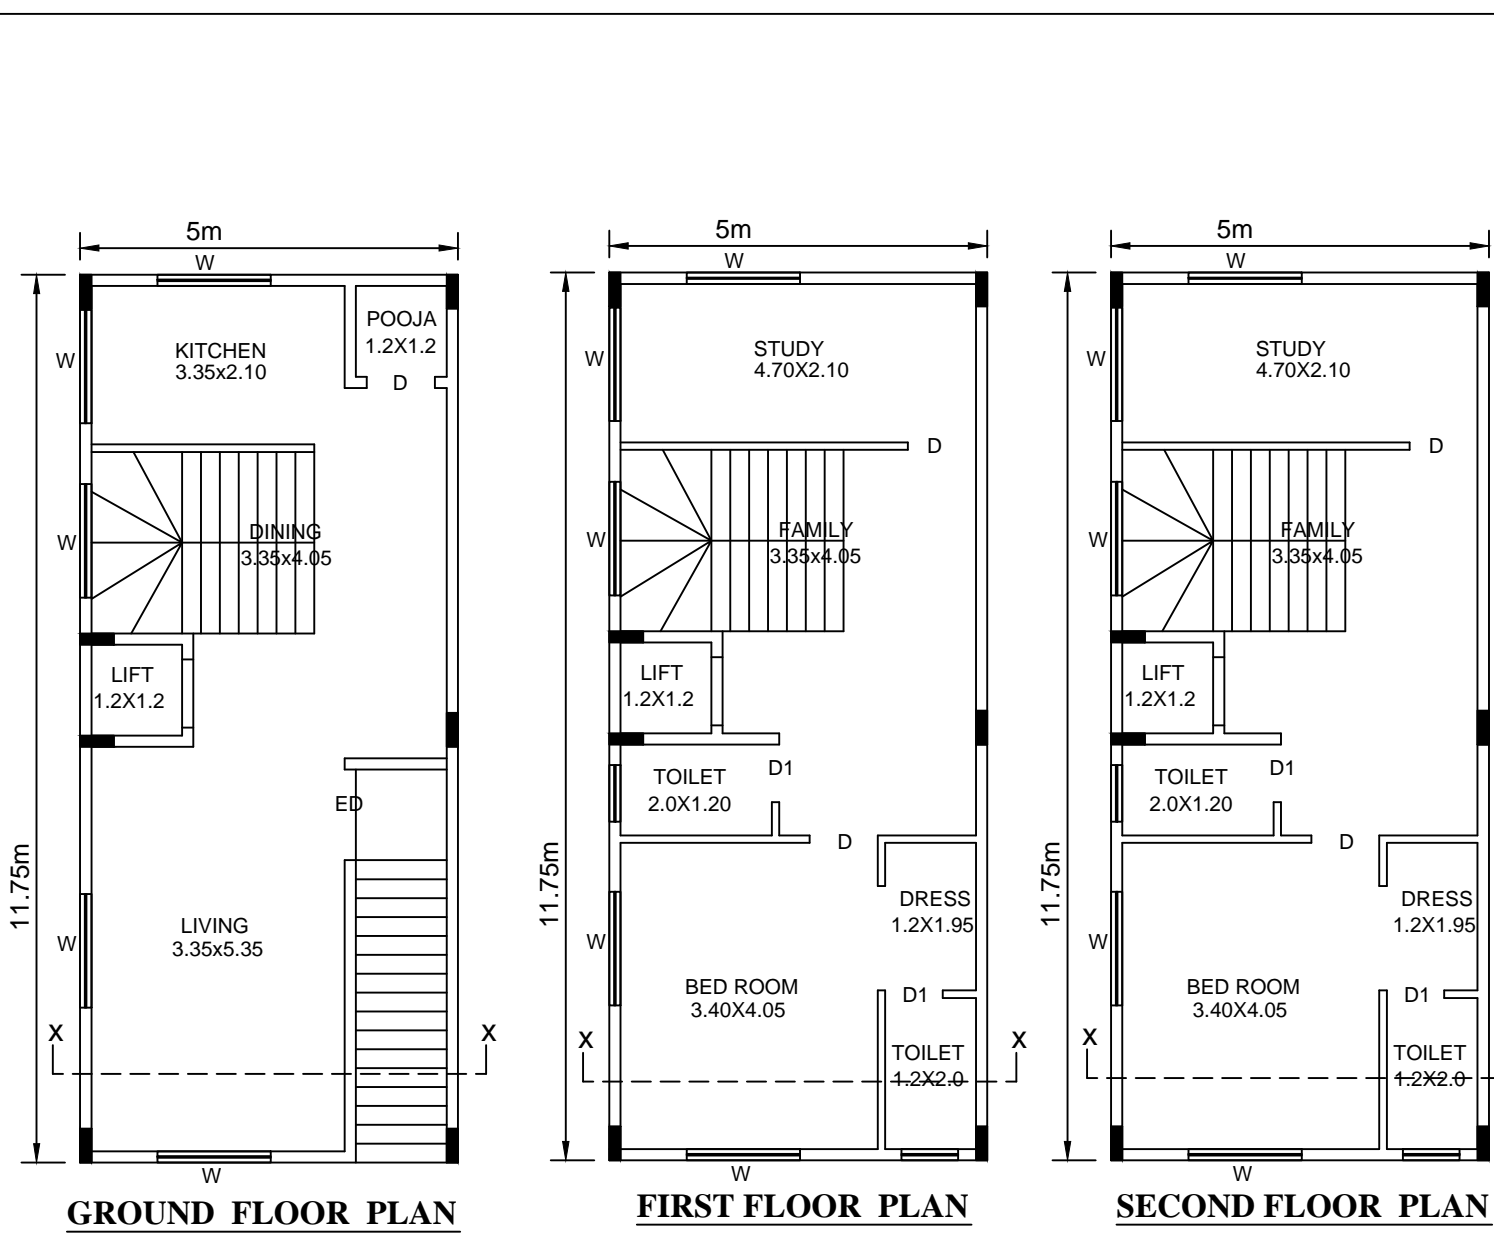 5m
W
W
KITCHEN
3.35x2.10
POOJA
1.2X1.2
D
W
DINING
3.35x4.05
LIFT
1.2X1.2
ED
11.75m
LIVING
3.35x5.35
W
X
X
W
GROUND FLOOR PLAN
5m
W
W
STUDY
4.70X2.10
D
W
FAMILY
3.35x4.05
LIFT
1.2X1.2
TOILET
2.0X1.20
D1
D
11.75m
DRESS
1.2X1.95
W
BED ROOM
3.40X4.05
D1
X
X
TOILET
1.2X2.0
W
FIRST FLOOR PLAN
5m
W
W
STUDY
4.70X2.10
D
W
FAMILY
3.35x4.05
LIFT
1.2X1.2
TOILET
2.0X1.20
D1
D
11.75m
DRESS
1.2X1.95
W
BED ROOM
3.40X4.05
D1
X
TOILET
1.2X2.0
W
SECOND FLOOR PLAN